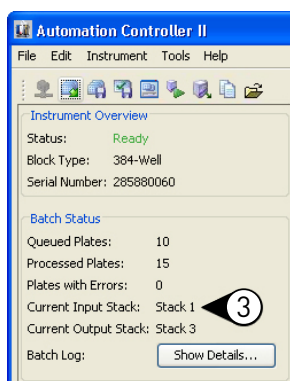 Automation Controller II
File Edit Instrument Tools Help
Instrument Overview
Status: Ready
Block Type: 384-Well
Serial Number: 285880060
Batch Status
Queued Plates: 10
Processed Plates: 15
Plates with Errors: 0
Current Input Stack: Stack 1 3
Current Output Stack: Stack 3
Batch Log: Show Details...